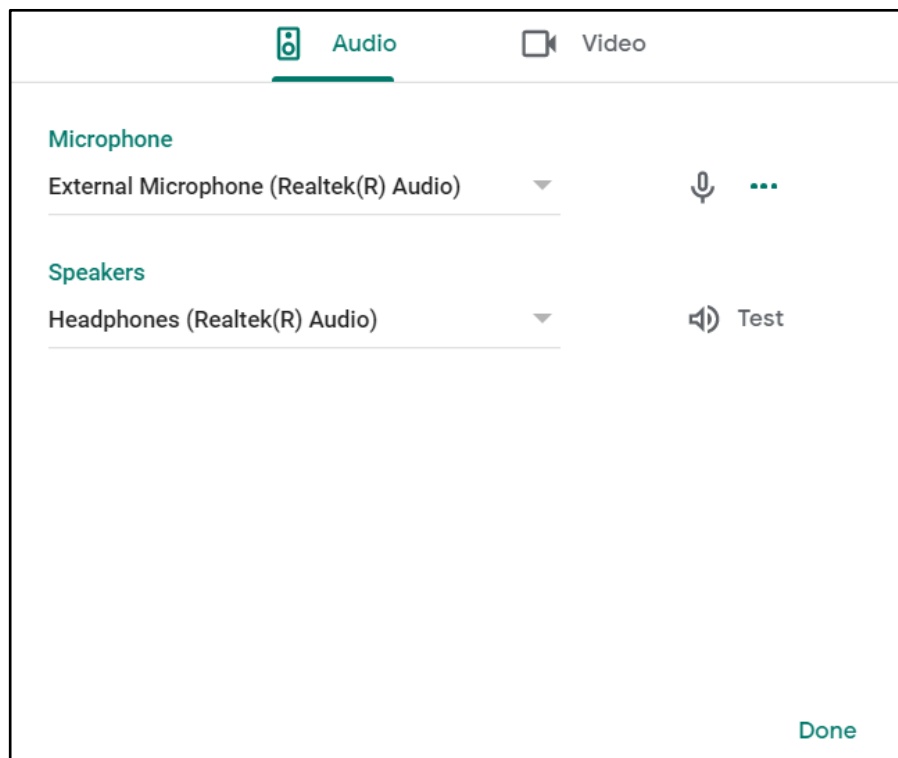 Audio Video
Microphone
External Microphone (Realtek(R) Audio)
Speakers
Headphones (Realtek(R) Audio)
Test
Done